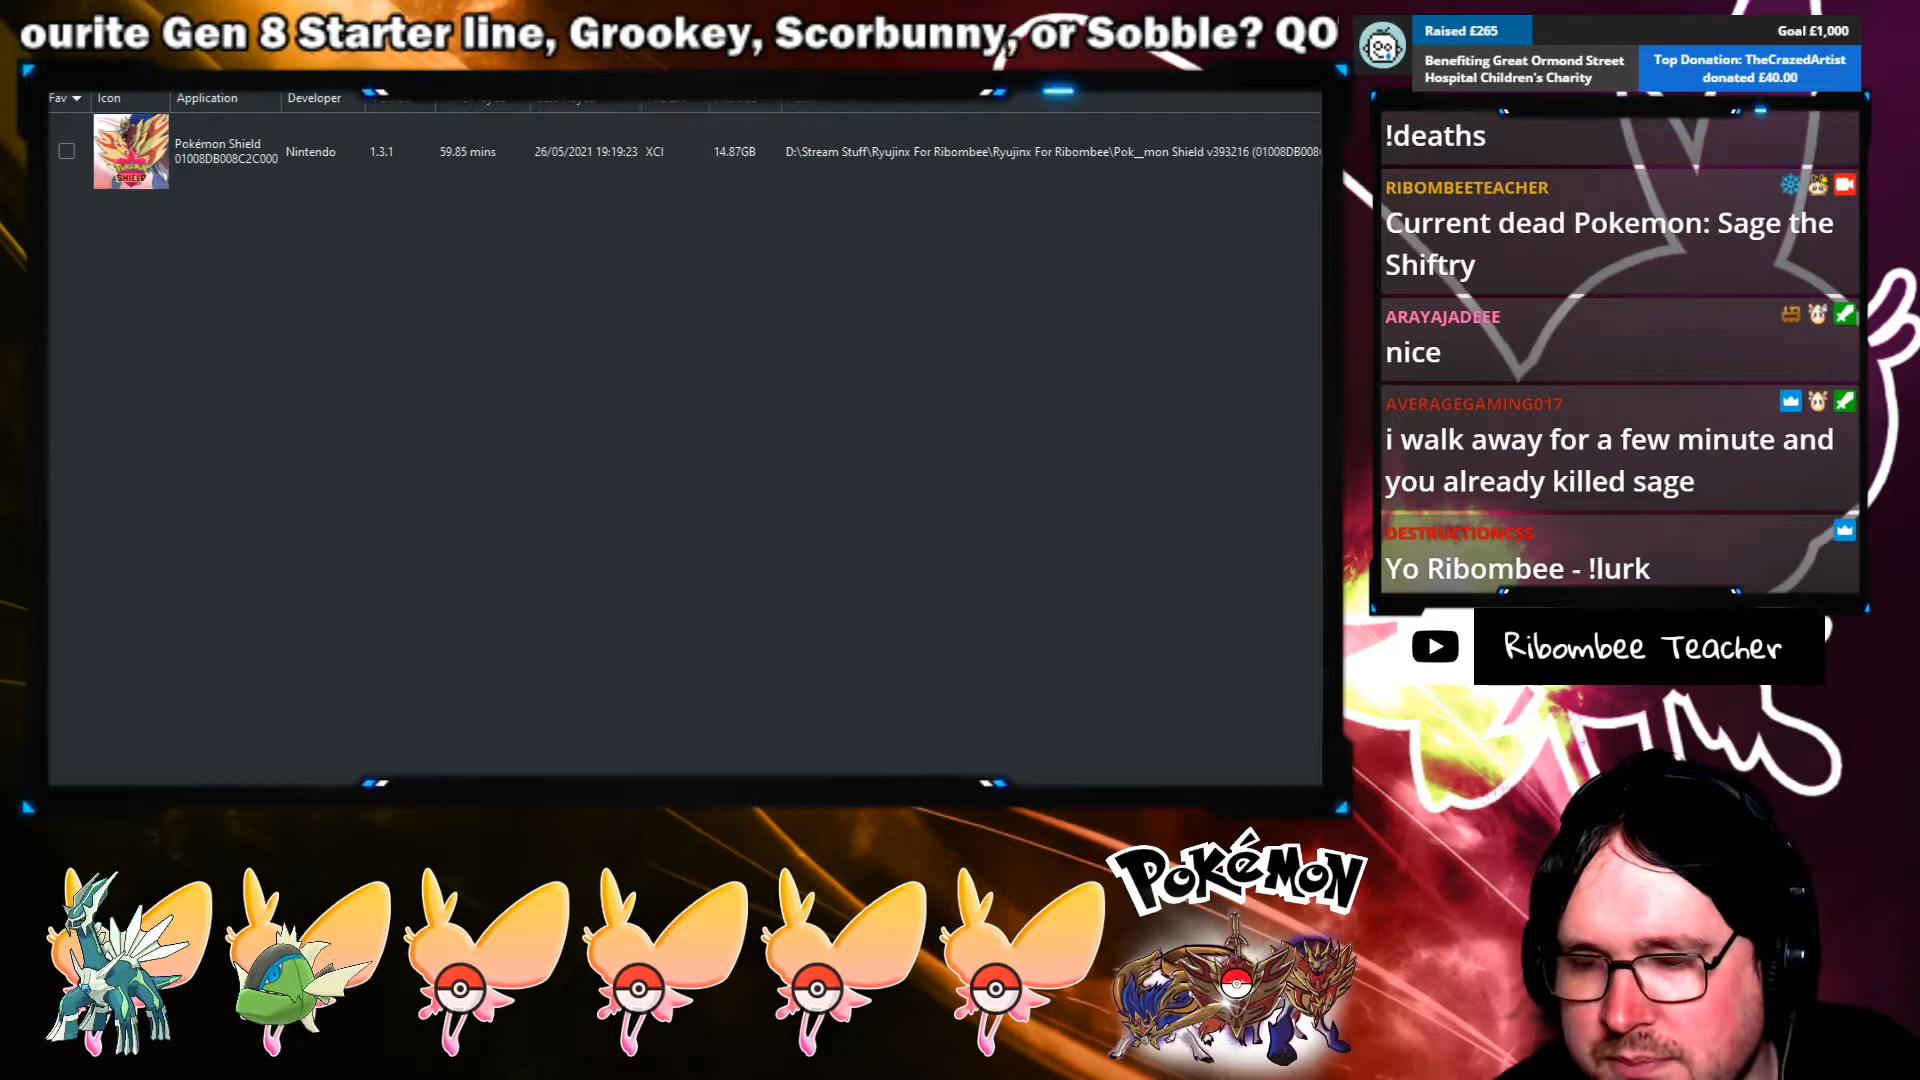 ourite Gen 8 Starter line, Grookey, Scorbunny, or Sobble? QO
Raised £265
Goal £1,000
Benefiting Great Ormond Street
Hospital Children's Charity
Top Donation: TheCrazedArtist
donated £40.00
Fav Icon Application Developer
Pokémon Shield
01008DB008C2C000
Nintendo 1.3.1 59.85 mins 26/05/2021 19:19:23 XCI 14.87GB D:\Stream Stuff\Ryujinx For Ribombee\Ryujinx For Ribombee\Pok__mon Shield v393216 (01008DB008
!deaths
RIBOMBEETEACHER
Current dead Pokemon: Sage the
Shiftry
ARAYAJADEEE
nice
AVERAGEGAMING017
i walk away for a few minute and
you already killed sage
DESTRUCTIONCSS
Yo Ribombee - !lurk
Ribombee Teacher
POKéMON